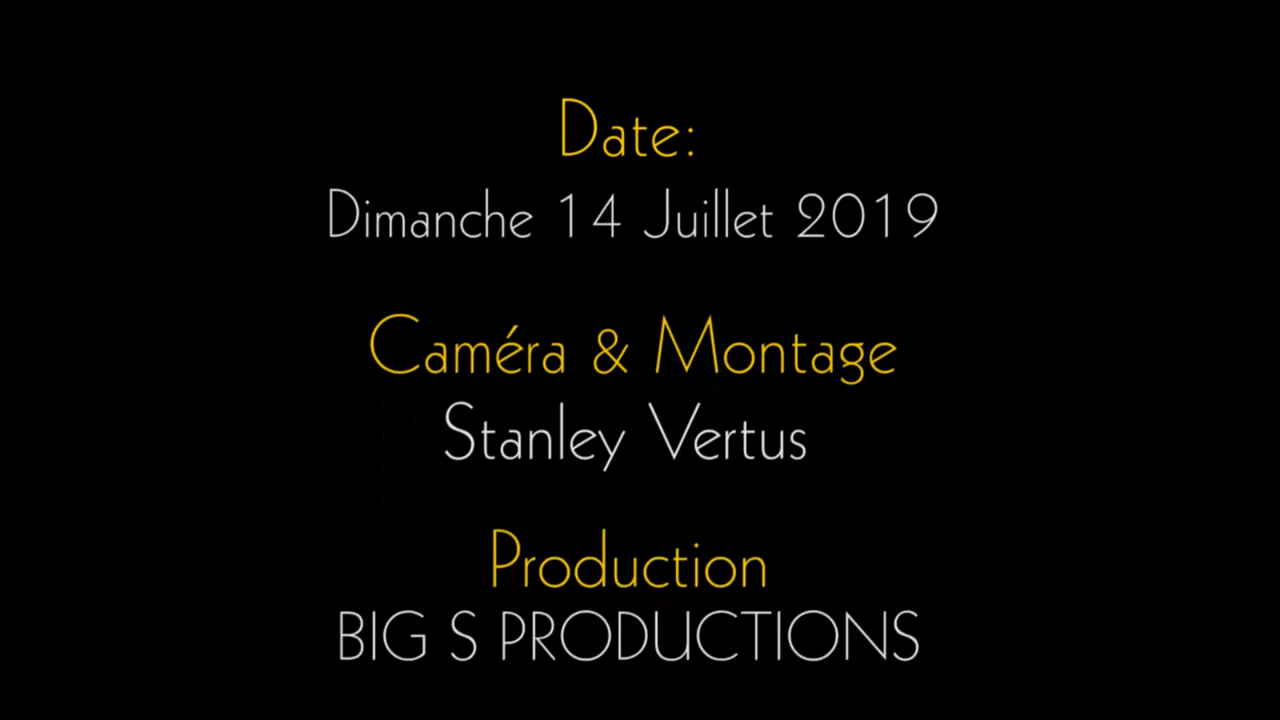 Date:
Dimanche 14 Juillet 2019
Caméra & Montage
Stanley Vertus
Production
BIG S PRODUCTIONS